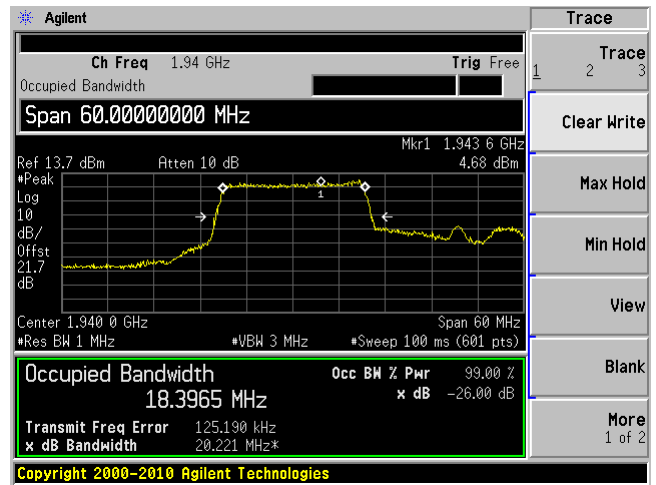 Agilent
Trace
Ch Freq 1.94 GHz Trig Free
Occupied Bandwidth
Span 60.00000000 MHz
Mkr1 1.943 6 GHz
Ref 13.7 dBm Atten 10 dB 4.68 dBm
#Peak
Log
10
dB/
Offst
21.7
dB
1
Center 1.940 0 GHz Span 60 MHz
#Res BW 1 MHz #VBW 3 MHz #Sweep 100 ms (601 pts)
Occupied Bandwidth Occ BW % Pwr 99.00 %
18.3965 MHz x dB -26.00 dB
Transmit Freq Error 125.190 kHz
x dB Bandwidth 20.221 MHz*
Copyright 2000-2010 Agilent Technologies
Trace
1 2 3
Clear Write
Max Hold
Min Hold
View
Blank
More
1 of 2